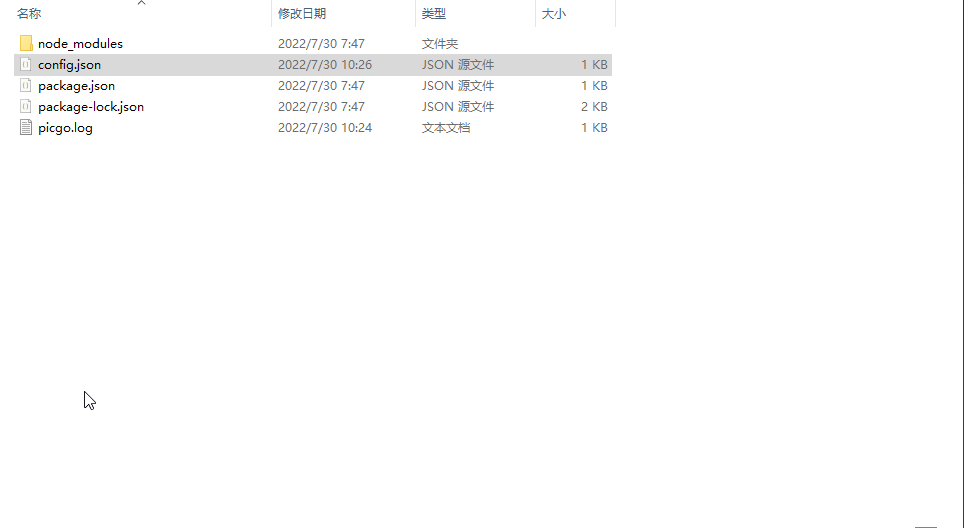 名称 修改日期 类型 大小
node_modules 2022/7/30 7:47 文件夹
config.json 2022/7/30 10:26 JSON 源文件 1 KB
package.json 2022/7/30 7:47 JSON 源文件 1 KB
package-lock.json 2022/7/30 7:47 JSON 源文件 2 KB
picgo.log 2022/7/30 10:24 文本文档 1 KB